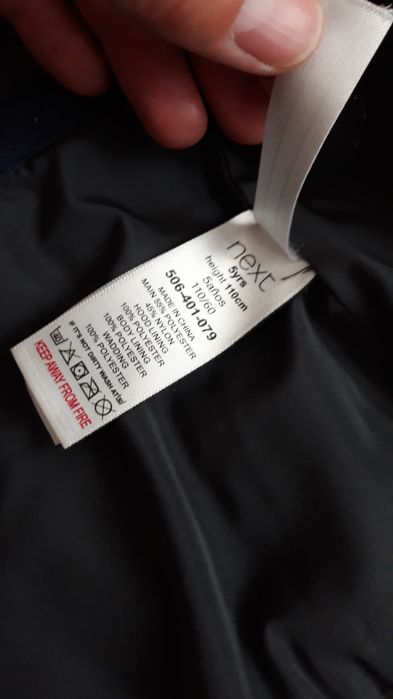 next
5yrs
height 110cm
5años
110/60
506-401-079
MADE IN CHINA
MAIN 55% POLYESTER
45% NYLON
HOOD LINING
100% POLYESTER
BODY LINING
100% POLYESTER
WADDING
100% POLYESTER
IF IT'S NOT DIRTY WASH AT 30
KEEP AWAY FROM FIRE